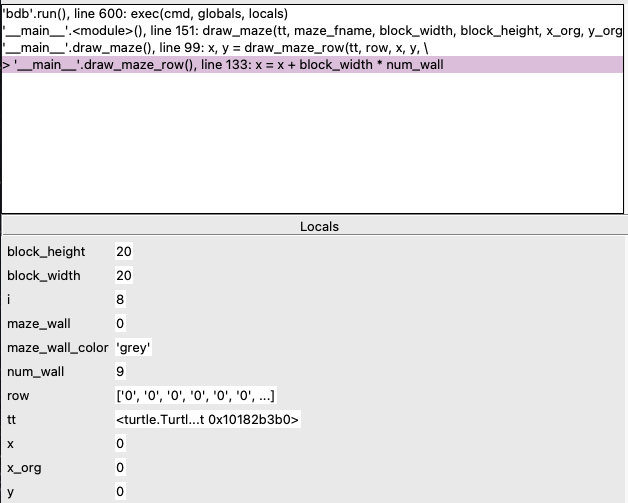 'bdb'.run(), line 600: exec(cmd, globals, locals)
'__main__'.<module>(), line 151: draw_maze(tt, maze_fname, block_width, block_height, x_org, y_org
'__main__'.draw_maze(), line 99: x, y = draw_maze_row(tt, row, x, y, \
> '__main__'.draw_maze_row(), line 133: x = x + block_width * num_wall
Locals
block_height 20
block_width 20
i 8
maze_wall 0
maze_wall_color 'grey'
num_wall 9
row ['0', '0', '0', '0', '0', '0', ...]
tt <turtle.Turtl...t 0x10182b3b0>
x 0
x_org 0
y 0